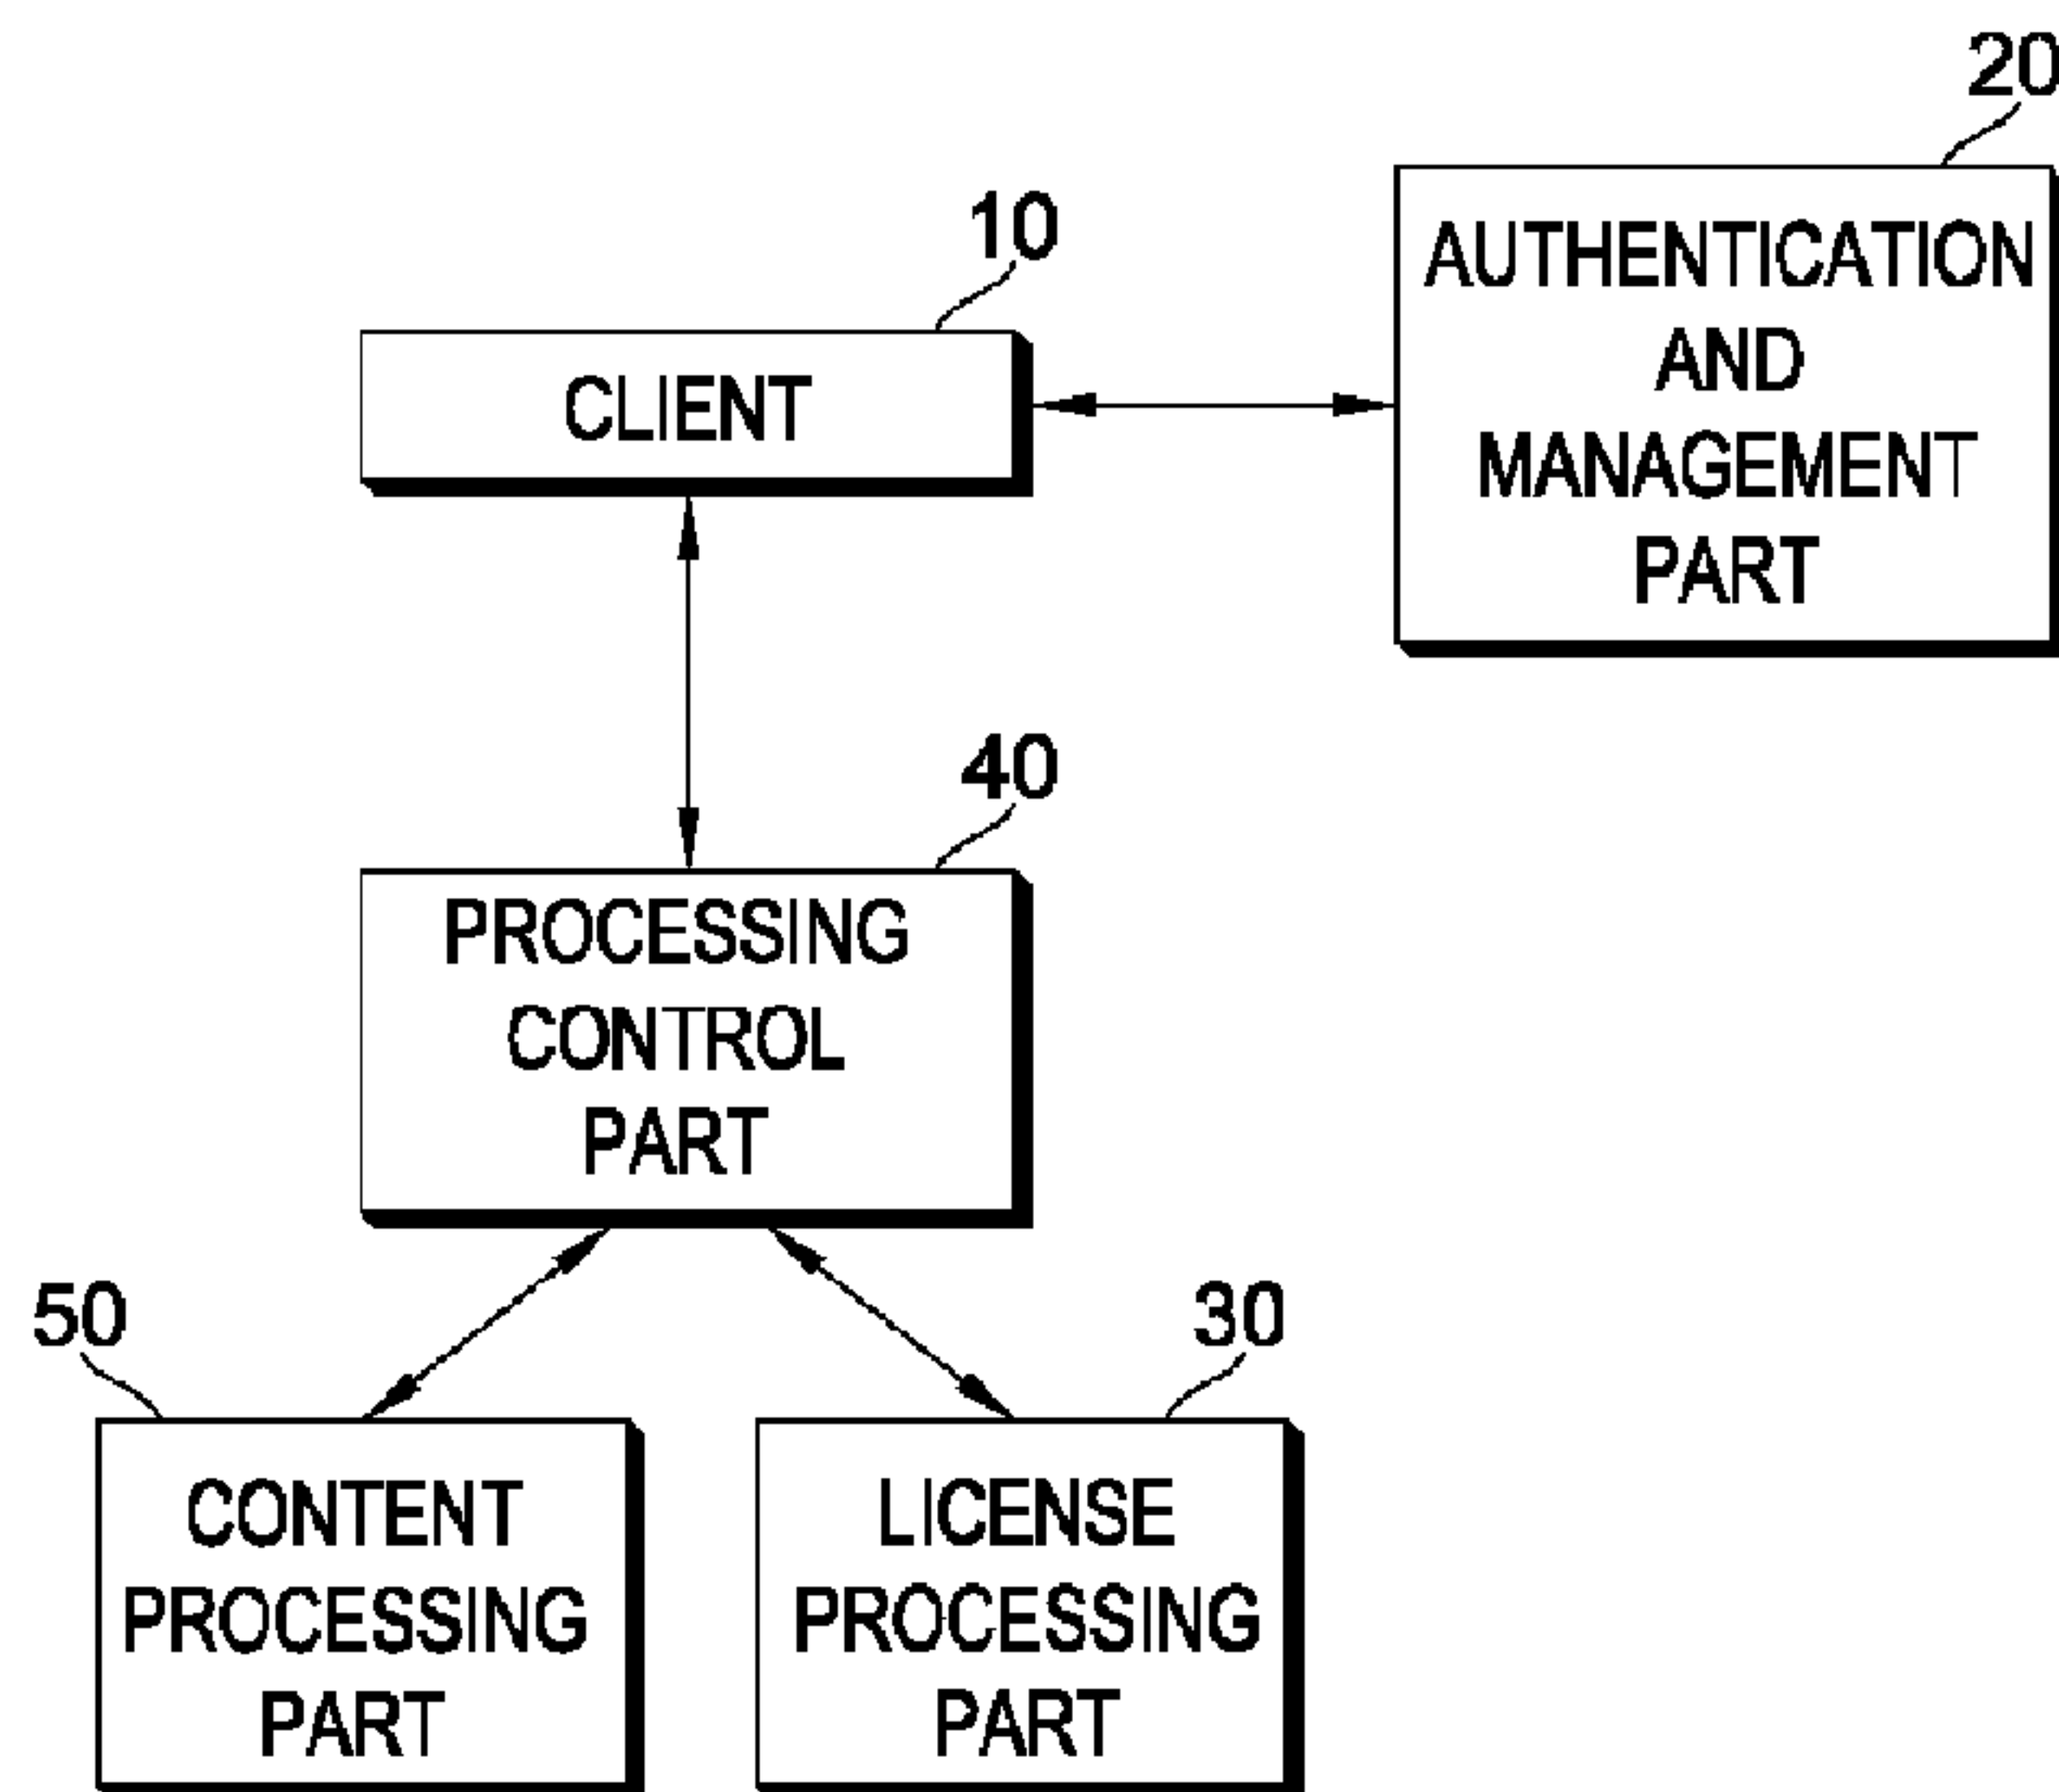 20
10
AUTHENTICATION
AND
MANAGEMENT
PART
CLIENT
40
PROCESSING
CONTROL
PART
50
30
CONTENT
PROCESSING
PART
LICENSE
PROCESSING
PART